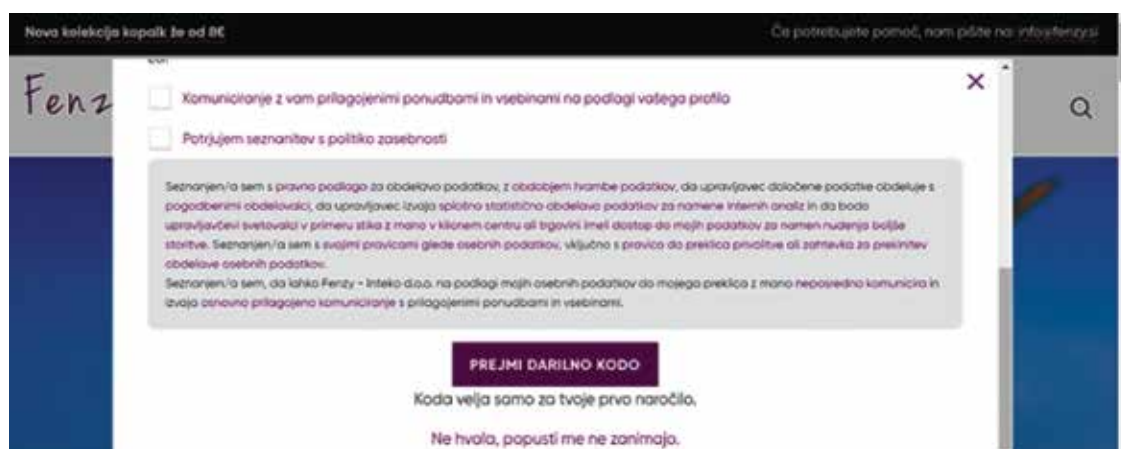 Nova kolekcija kopalk že od 8€
Če potrebujete pomoč, nam pišite na: info@fenzy.si
Fenz
Komuniciranje z vam prilagojenimi ponudbami in vsebinami na podlagi vašega profila
Potrjujem seznanitev s politiko zasebnosti
Seznanjen/a sem s pravno podlago za obdelavo podatkov, z obdobjem hrambe podatkov, da upravljavec določene podatke obdeluje s
pogodbenimi obdelovalci, da upravljavec izvaja splošno statistično obdelavo podatkov za namene internih analiz in da bodo
upravljavčevi svetovalci v primeru stika z mano v klicnem centru ali trgovini imeli dostop do mojih podatkov za namen nudenja boljše
storitve. Seznanjen/a sem s svojimi pravicami glede osebnih podatkov, vključno s pravico do preklica privolitve ali zahtevka za prekinitev
obdelave osebnih podatkov.
Seznanjen/a sem, da lahko Fenzy - Inteko d.o.o. na podlagi mojih osebnih podatkov do mojega preklica z mano neposredno komunicira in
izvaja osnovno prilagojeno komuniciranje s prilagojenimi ponudbami in vsebinami.
PREJMI DARILNO KODO
Koda velja samo za tvoje prvo naročilo.
Ne hvala, popusti me ne zanimajo.